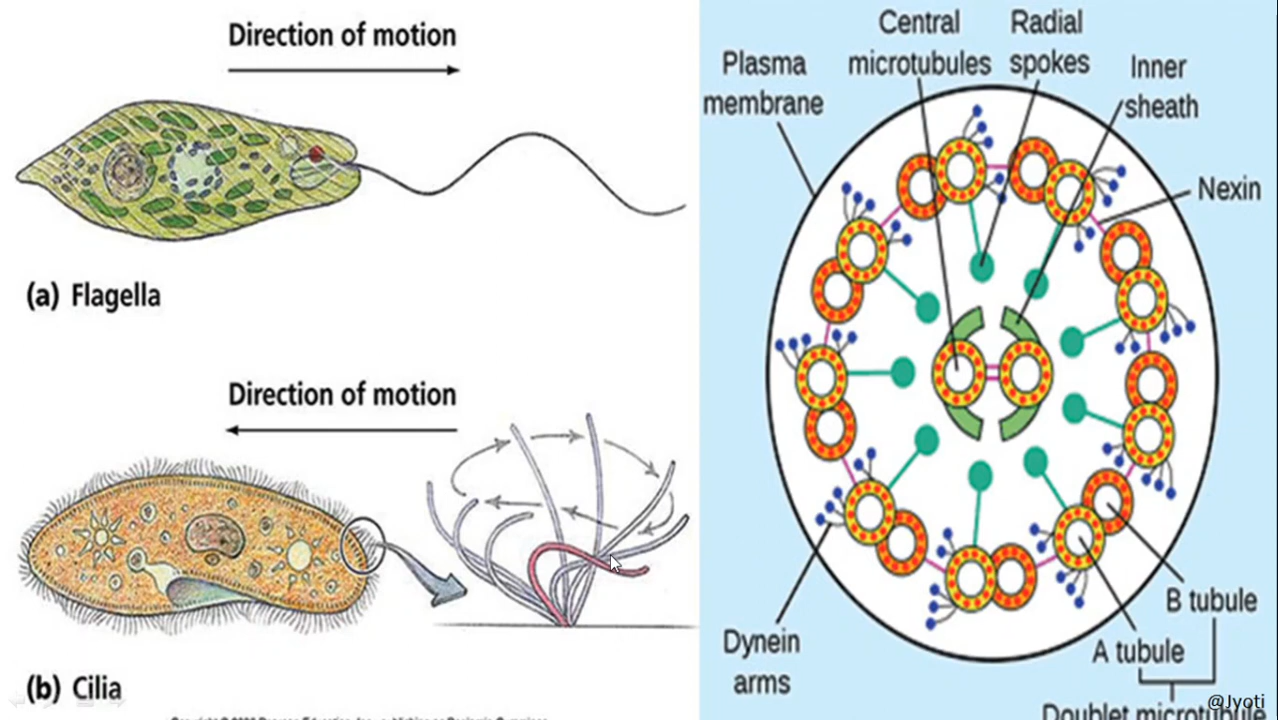 Direction of motion
(a) Flagella
Direction of motion
(b) Cilia
Central
microtubules
Radial
spokes
Plasma
membrane
Inner
sheath
Nexin
Dynein
arms
B tubule
A tubule
Doublet microtubule
@Jyoti